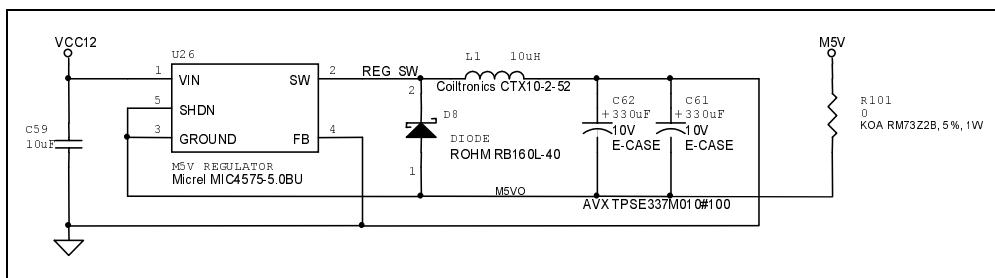 VCC12
M5V
U26
L1 10uH
1 VIN SW 2 REG SW
Coiltronics CTX10-2-52
5 SHDN
2
D8
C62 C61
+330uF +330uF
R101
0
KOA RM73Z2B, 5%, 1W
C59
10uF
3 GROUND FB 4
10V 10V
DIODE
E-CASE E-CASE
ROHM RB160L-40
M5V REGULATOR
Micrel MIC4575-5.0BU
1
M5VO
AVX TPSE337M010#100